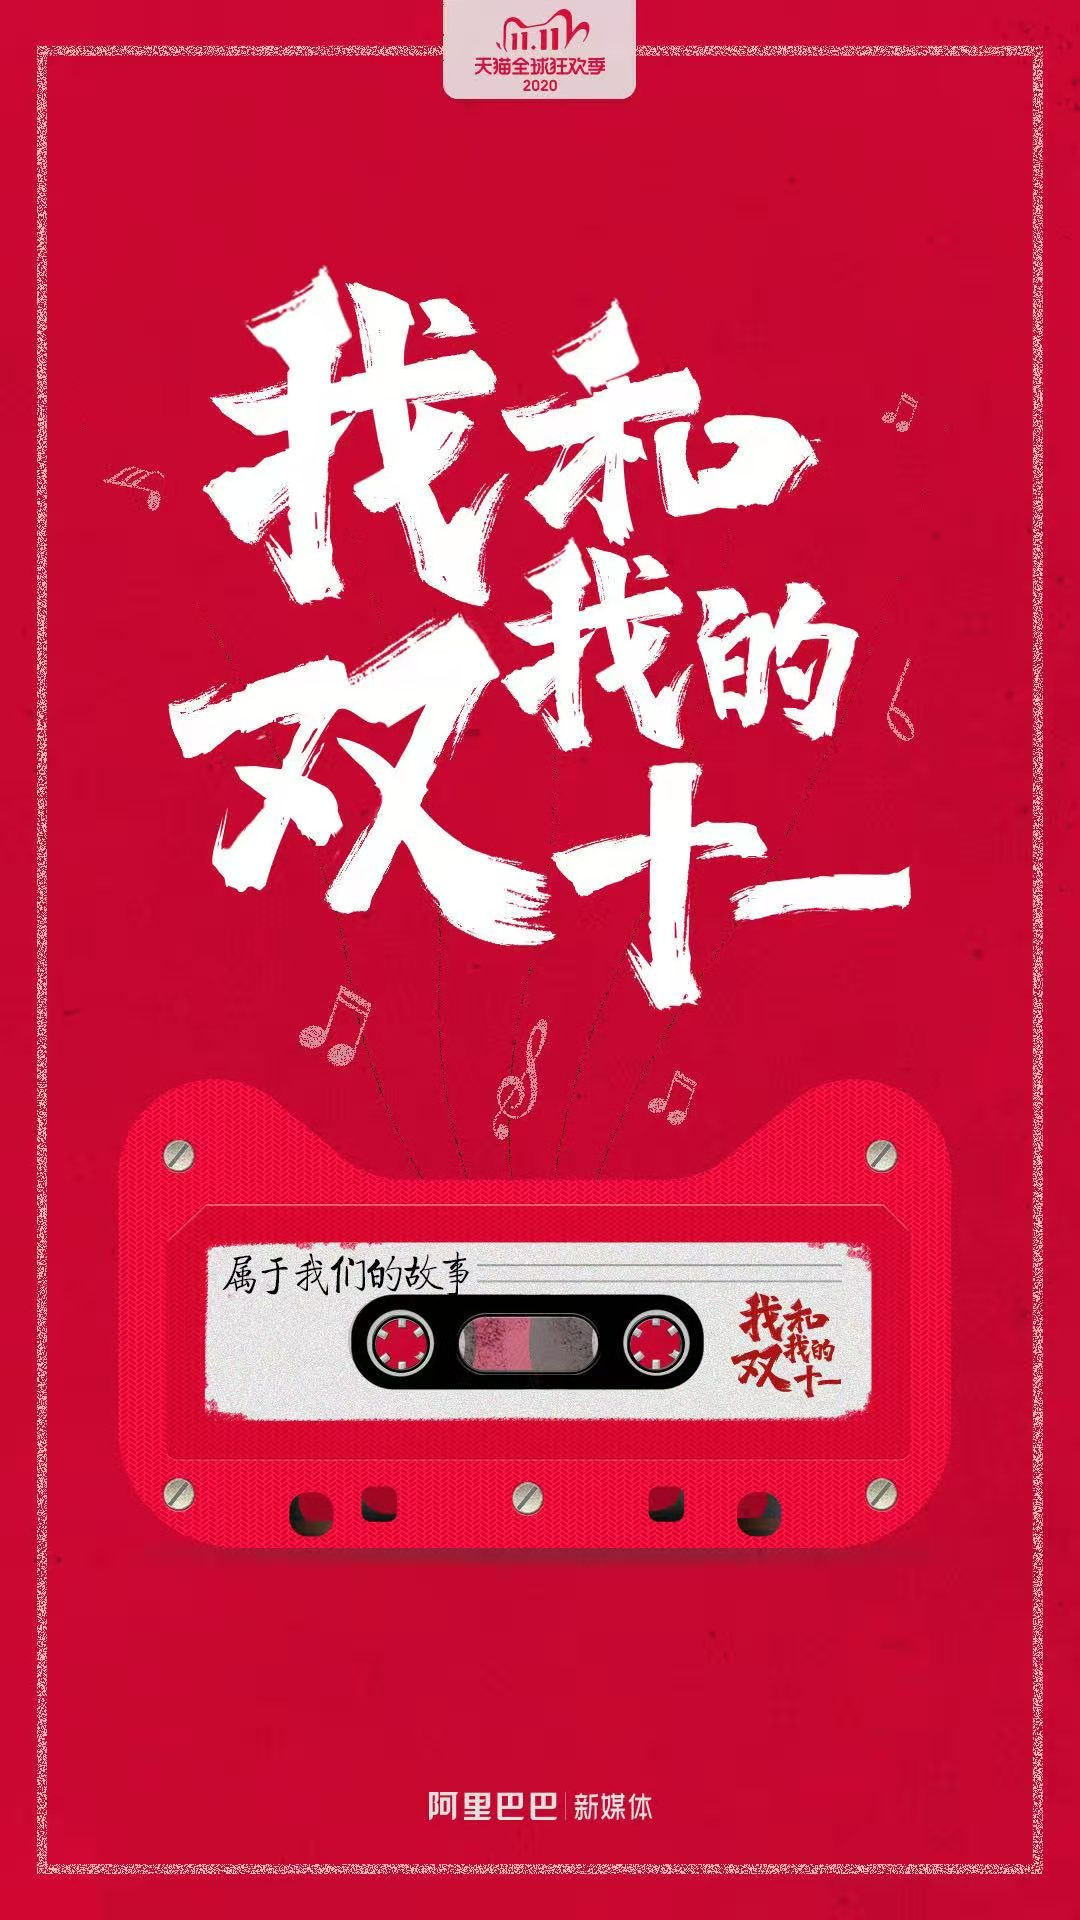 11.11
天猫全球狂欢季
2020
我和
我的
双十一
属于我们的故事
我和
我的
双十一
阿里巴巴|新媒体